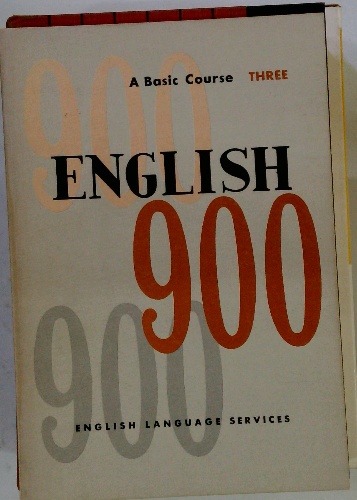 A Basic Course THREE
900
ENGLISH
900
900
ENGLISH LANGUAGE SERVICES